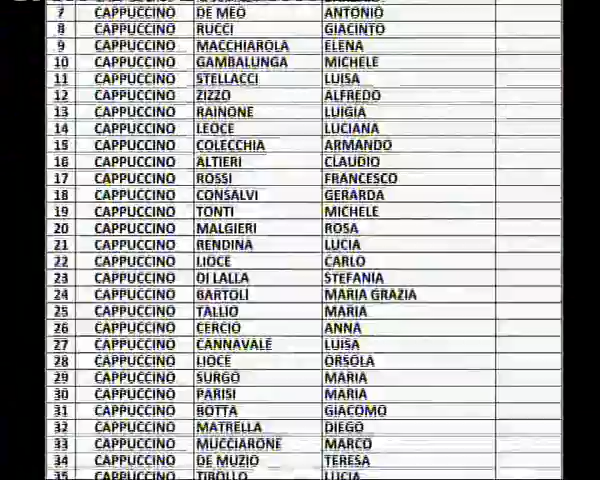 7 CAPPUCCINO DE MEO ANTONIO
8 CAPPUCCINO RUCCI GIACINTO
9 CAPPUCCINO MACCHIAROLA ELENA
10 CAPPUCCINO GAMBALUNGA MICHELE
11 CAPPUCCINO STELLACCI LUISA
12 CAPPUCCINO ZIZZO ALFREDO
13 CAPPUCCINO RAINONE LUIGIA
14 CAPPUCCINO LEOCE LUCIANA
15 CAPPUCCINO COLECCHIA ARMANDO
16 CAPPUCCINO ALTIERI CLAUDIO
17 CAPPUCCINO ROSSI FRANCESCO
18 CAPPUCCINO CONSALVI GERARDA
19 CAPPUCCINO TONTI MICHELE
20 CAPPUCCINO MALGIERI ROSA
21 CAPPUCCINO RENDINA LUCIA
22 CAPPUCCINO LIOCE CARLO
23 CAPPUCCINO DI LALLA STEFANIA
24 CAPPUCCINO BARTOLI MARIA GRAZIA
25 CAPPUCCINO TALLIO MARIA
26 CAPPUCCINO CERCIO ANNA
27 CAPPUCCINO CANNAVALE LUISA
28 CAPPUCCINO LIOCE ORSOLA
29 CAPPUCCINO SURGO MARIA
30 CAPPUCCINO PARISI MARIA
31 CAPPUCCINO BOTTA GIACOMO
32 CAPPUCCINO MATRELLA DIEGO
33 CAPPUCCINO MUCCIARONE MARCO
34 CAPPUCCINO DE MUZIO TERESA
35 CAPPUCCINO TIBOLLO LUCIA